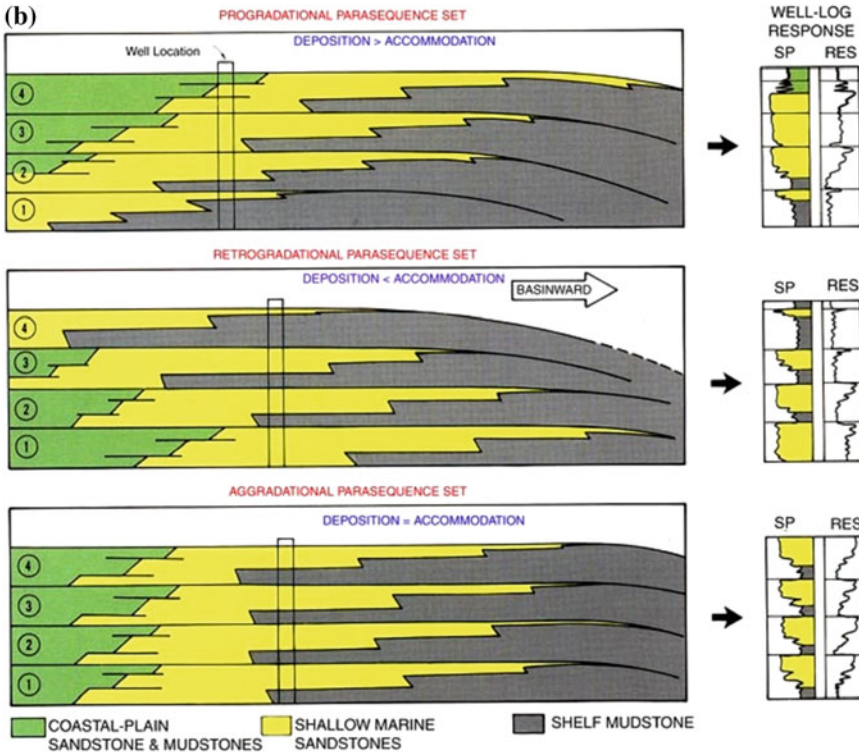 (b)
PROGRADATIONAL PARASEQUENCE SET
WELL-LOG
RESPONSE
SP RES
DEPOSITION > ACCOMMODATION
Well Location
4
3
2
1
RETROGRADATIONAL PARASEQUENCE SET
DEPOSITION < ACCOMMODATION
BASINWARD
SP RES
4
3
2
1
AGGRADATIONAL PARASEQUENCE SET
DEPOSITION = ACCOMMODATION
SP RES
4
3
2
1
COASTAL-PLAIN
SANDSTONE & MUDSTONES
SHALLOW MARINE
SANDSTONES
SHELF MUDSTONE